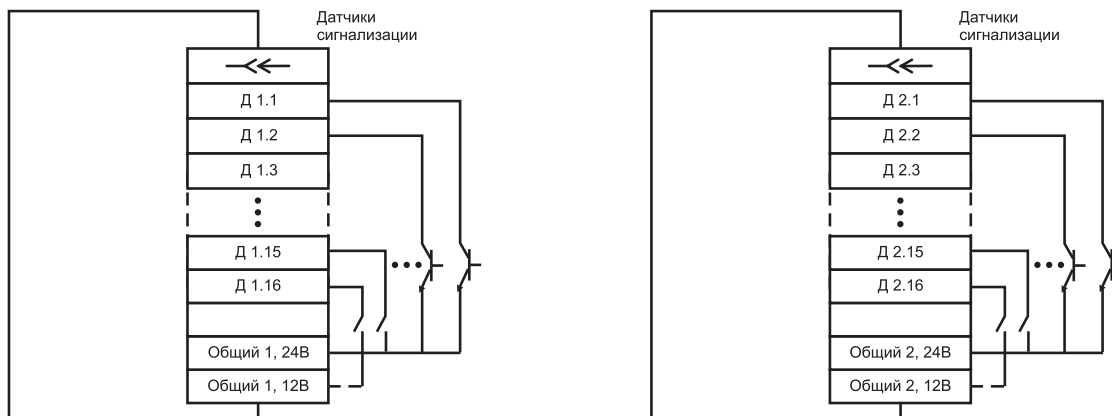 Датчики
сигнализации
Д 1.1
Д 1.2
Д 1.3
Д 1.15
Д 1.16
Общий 1, 24В
Общий 1, 12В
Датчики
сигнализации
Д 2.1
Д 2.2
Д 2.3
Д 2.15
Д 2.16
Общий 2, 24В
Общий 2, 12В